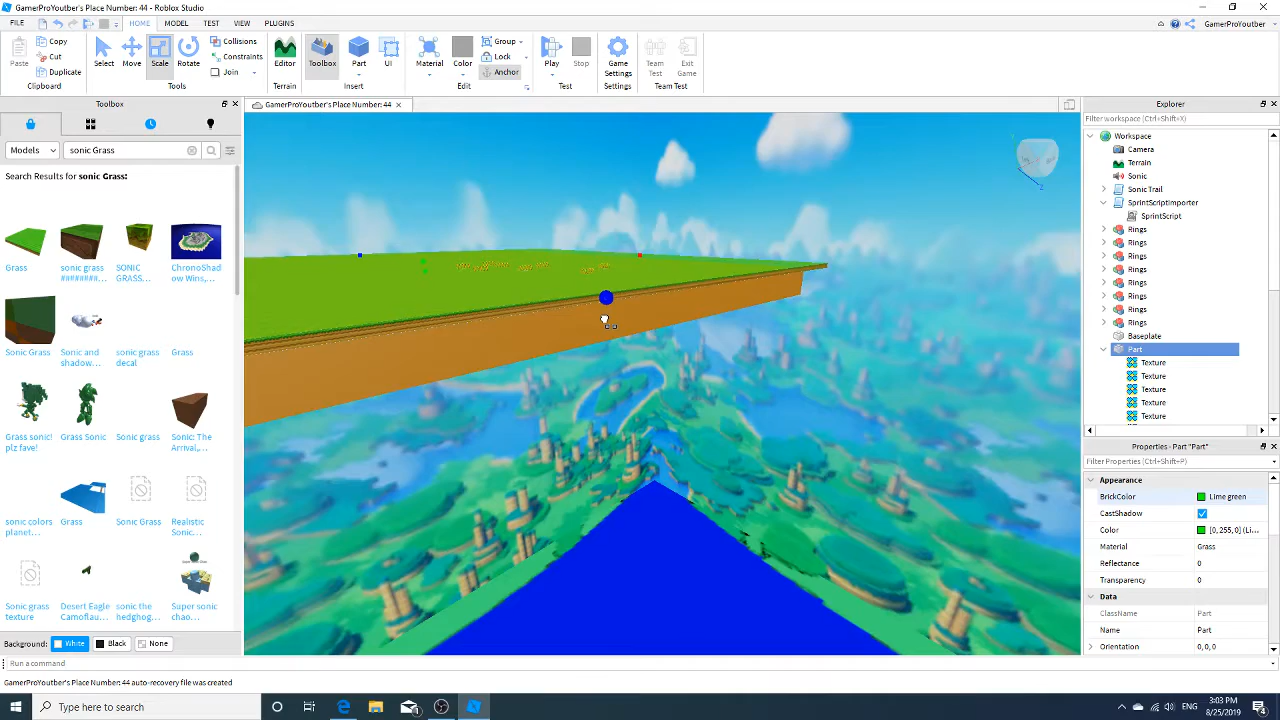 GamerProYoutber's Place Number: 44 - Roblox Studio
FILE HOME MODEL TEST VIEW PLUGINS GamerProYoutber
Paste Copy Cut Duplicate Select Move Scale Rotate Collisions Constraints Join Editor Toolbox Part UI Material Color Group Lock Anchor Play Stop Game Settings Team Test Exit Game
Clipboard Tools Terrain Insert Edit Test Settings Team Test
Toolbox
GamerProYoutber's Place Number: 44
Explorer
Filter workspace (Ctrl+Shift+X)
Models sonic Grass
Search Results for sonic Grass:
Grass
sonic grass ########...
SONIC GRASS...
ChronoShad ow Wins,...
Sonic Grass
Sonic and shadow...
sonic grass decal
Grass
Grass sonic! plz fave!
Grass Sonic
Sonic grass
Sonic: The Arrival,...
sonic colors planet...
Grass
Sonic Grass
Realistic Sonic...
Sonic grass texture
Desert Eagle Camoflau...
sonic the hedghog...
Super sonic chao...
Background: White Black None
Workspace
Camera
Terrain
Sonic
Sonic Trail
SprintScriptImporter
SprintScript
Rings
Rings
Rings
Rings
Rings
Rings
Rings
Rings
Baseplate
Part
Texture
Texture
Texture
Texture
Texture
Properties - Part "Part"
Filter Properties (Ctrl+Shift+P)
Appearance
BrickColor Lime green
CastShadow
Color [0,255,0] (Li...
Material Grass
Reflectance 0
Transparency 0
Data
ClassName Part
Name Part
Orientation 0,0,0
Run a command
GamerProYoutber's Place Number: 44 auto-recovery file was created
Type here to search
ENG
3:03 PM
8/25/2019